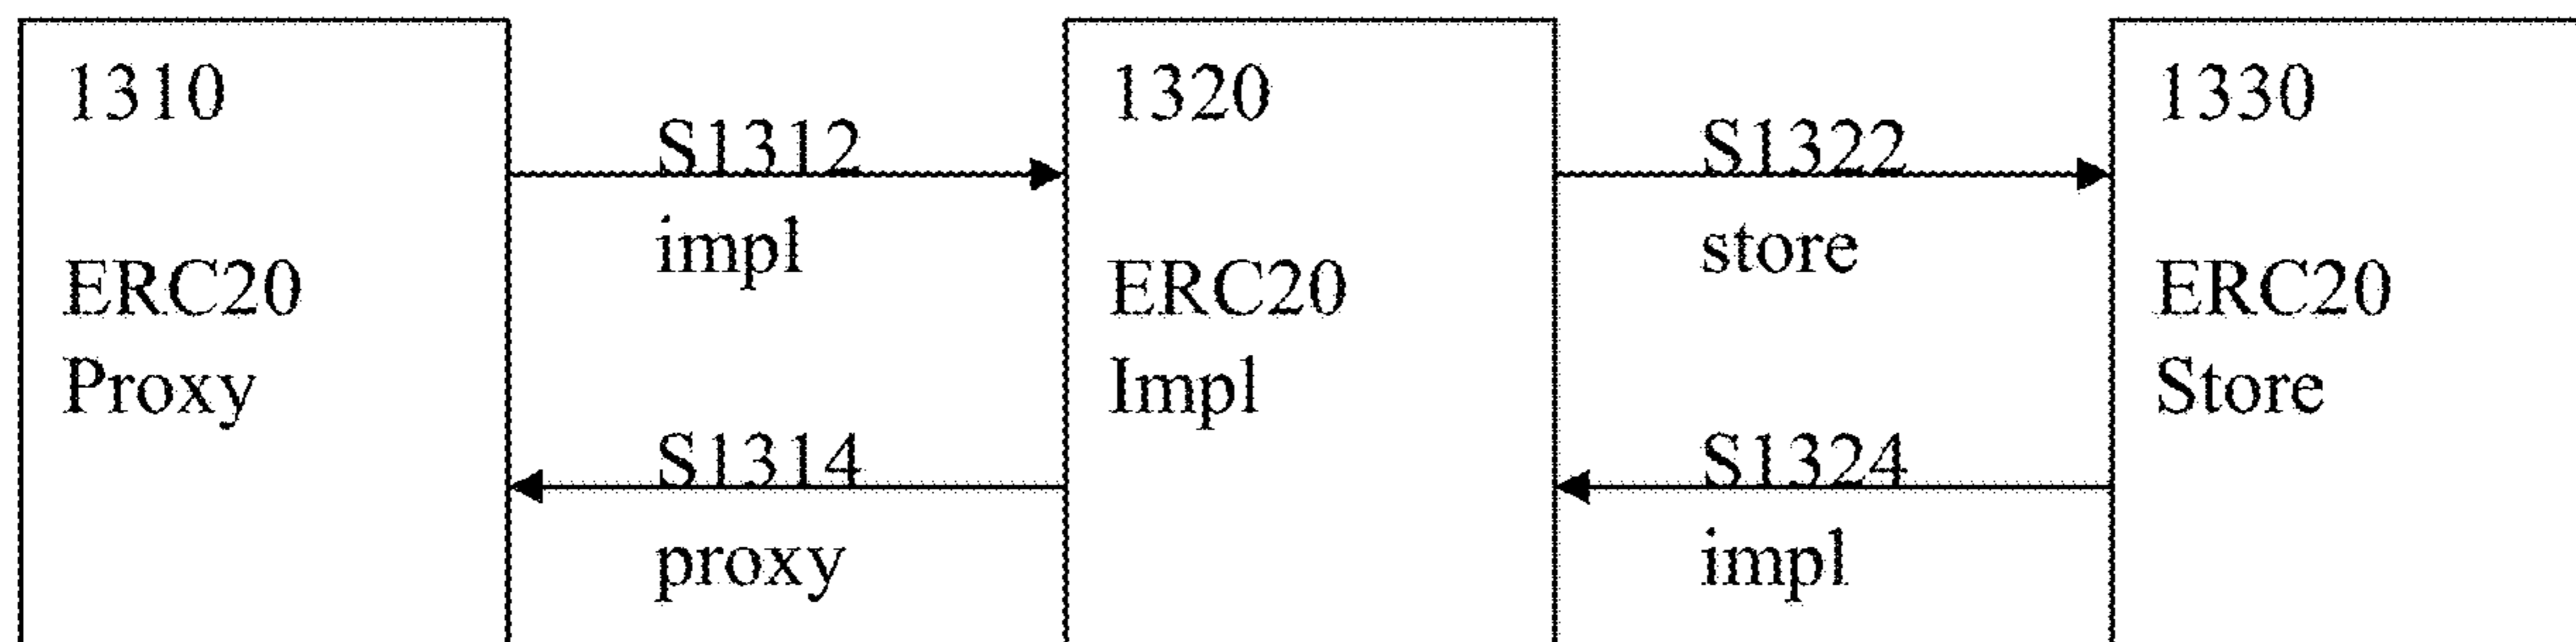 1310
ERC20
Proxy
S1312
impl
S1314
proxy
1320
ERC20
Impl
S1322
store
S1324
impl
1330
ERC20
Store